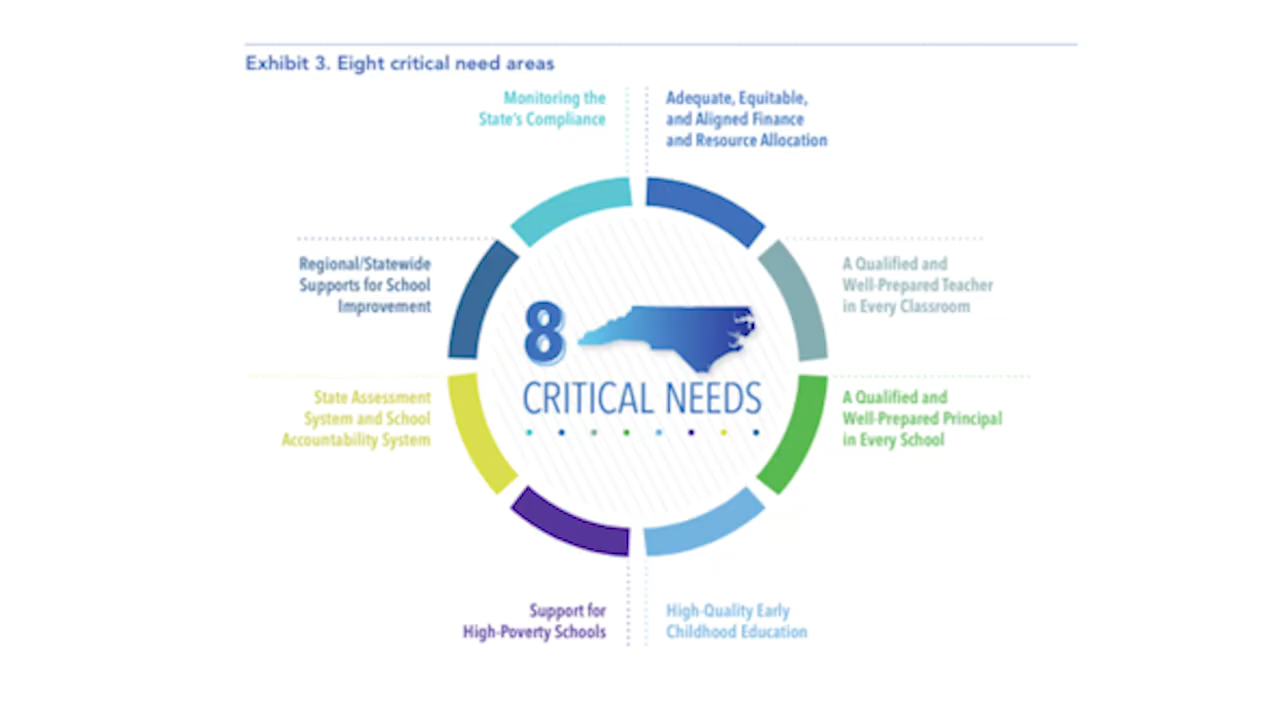 Exhibit 3. Eight critical need areas
Monitoring the
State's Compliance
Adequate, Equitable,
and Aligned Finance
and Resource Allocation
Regional/Statewide
Supports for School
Improvement
A Qualified and
Well-Prepared Teacher
in Every Classroom
8
CRITICAL NEEDS
State Assessment
System and School
Accountability System
A Qualified and
Well-Prepared Principal
in Every School
Support for
High-Poverty Schools
High-Quality Early
Childhood Education